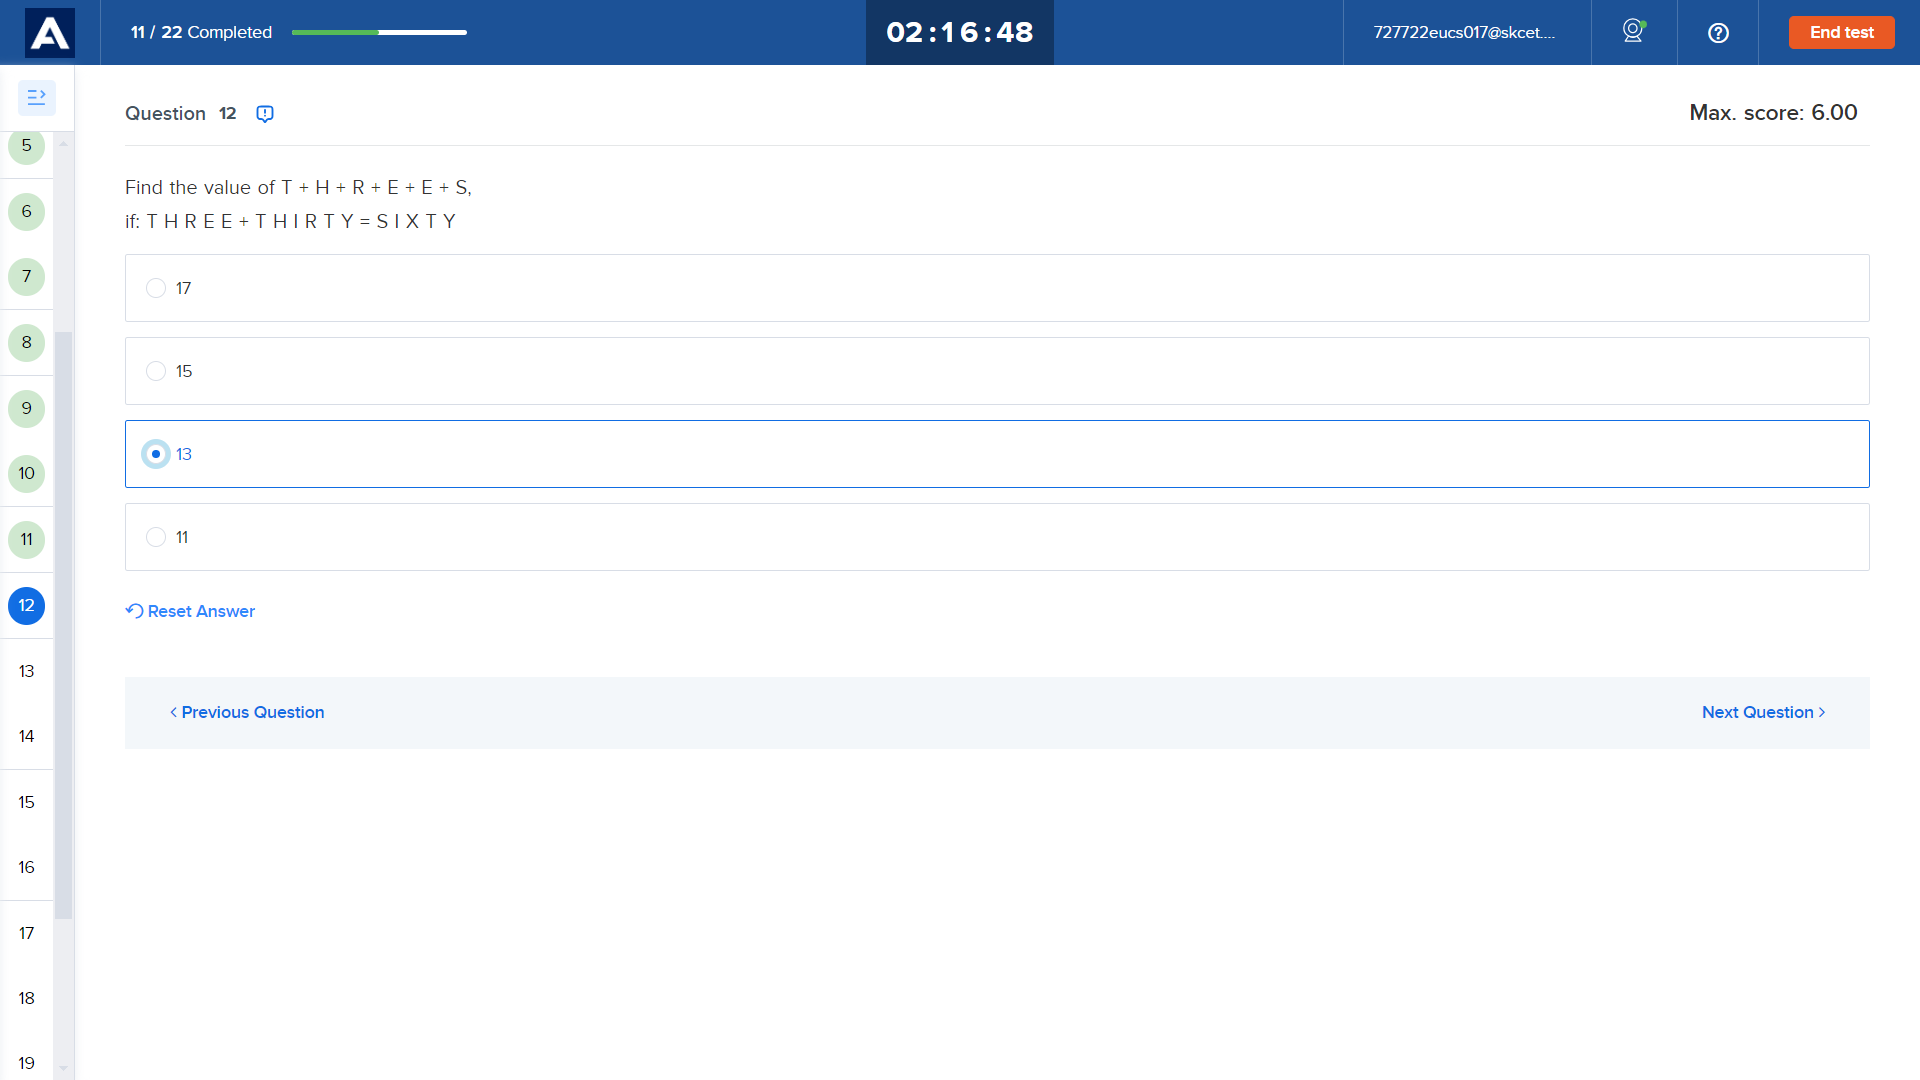 11 / 22 Completed
02 : 16 : 48
727722eucs017@skcet....
End test
5
6
7
8
9
10
11
12
13
14
15
16
17
18
19
Question 12
Max. score: 6.00
Find the value of T + H + R + E + E + S,
if: T H R E E + T H I R T Y = S I X T Y
17
15
13
11
Reset Answer
Previous Question
Next Question